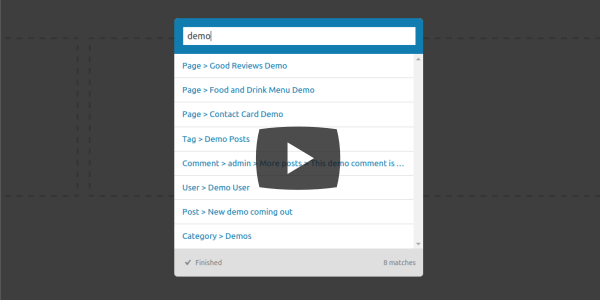 demo
Page > Good Reviews Demo
Page > Food and Drink Menu Demo
Page > Contact Card Demo
Tag > Demo Posts
Comment > admin > More posts > This demo comment is ...
User > Demo User
Post > New demo coming out
Category > Demos
Finished 8 matches